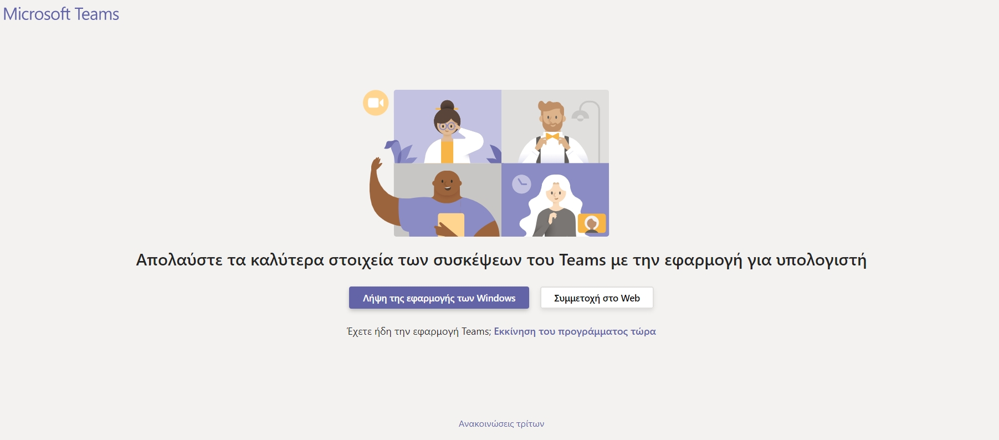 Microsoft Teams
Απολαύστε τα καλύτερα στοιχεία των συσκέψεων του Teams με την εφαρμογή για υπολογιστή
Λήψη της εφαρμογής των Windows
Συμμετοχή στο Web
Έχετε ήδη την εφαρμογή Teams; Εκκίνηση του προγράμματος τώρα
Ανακοινώσεις τρίτων